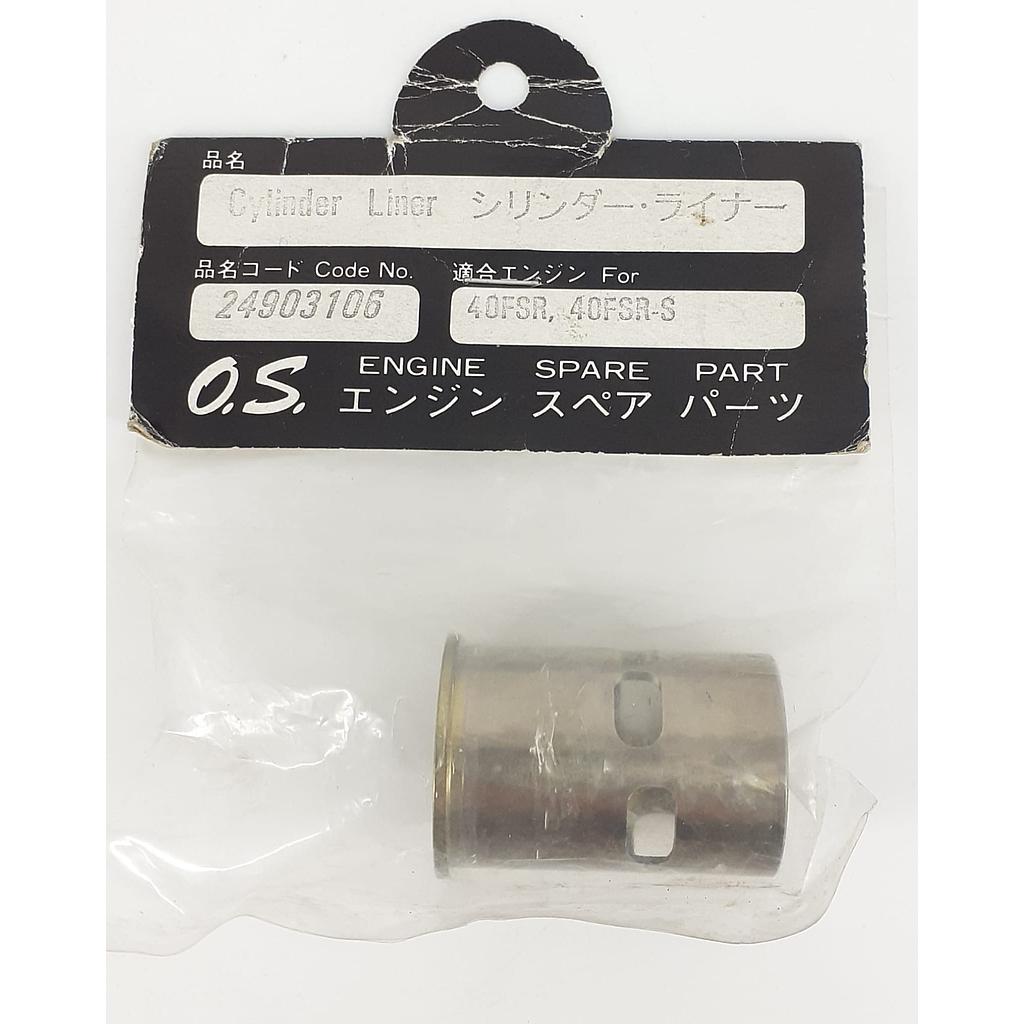 品名
Cylinder Liner シリンダー・ライナー
品名コード Code No. 適合エンジン For
24903106 40FSR, 40FSR-S
O.S. ENGINE SPARE PART
エンジン スペア パーツ